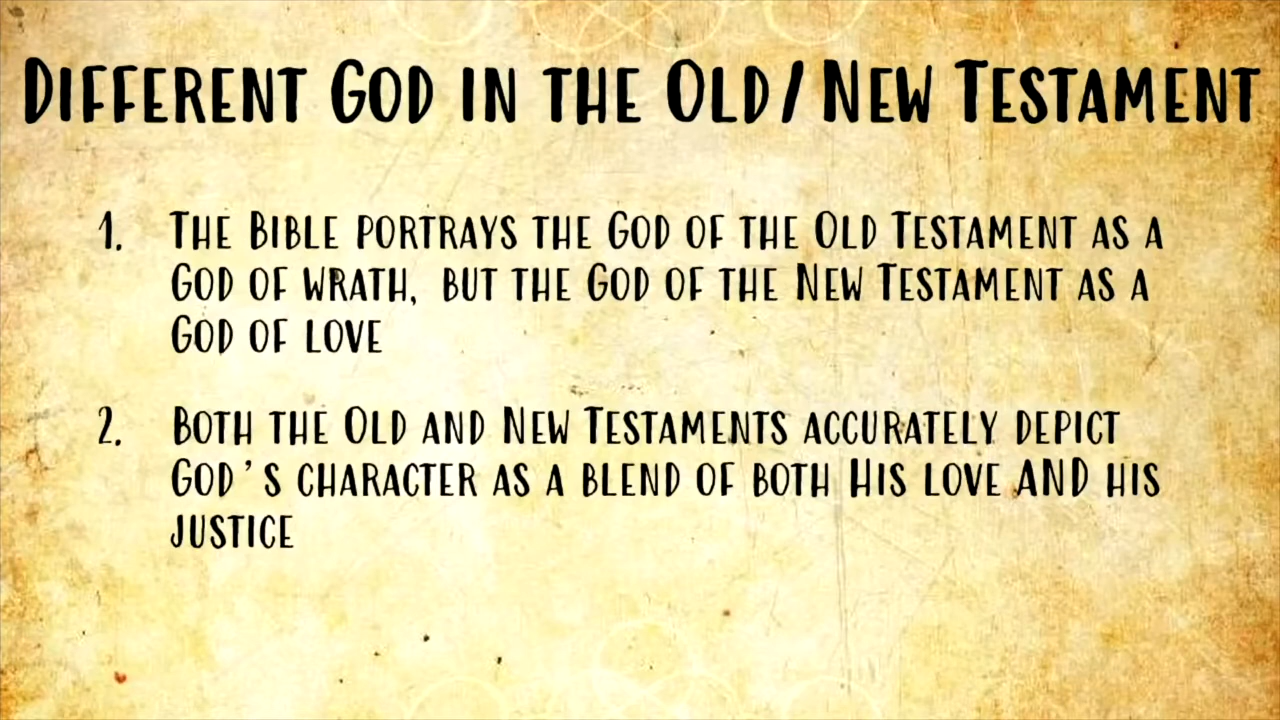 Different God in the Old/New Testament
1. The Bible portrays the God of the Old Testament as a
God of wrath, but the God of the New Testament as a
God of love
2. Both the Old and New Testaments accurately depict
God's character as a blend of both His love AND his
justice